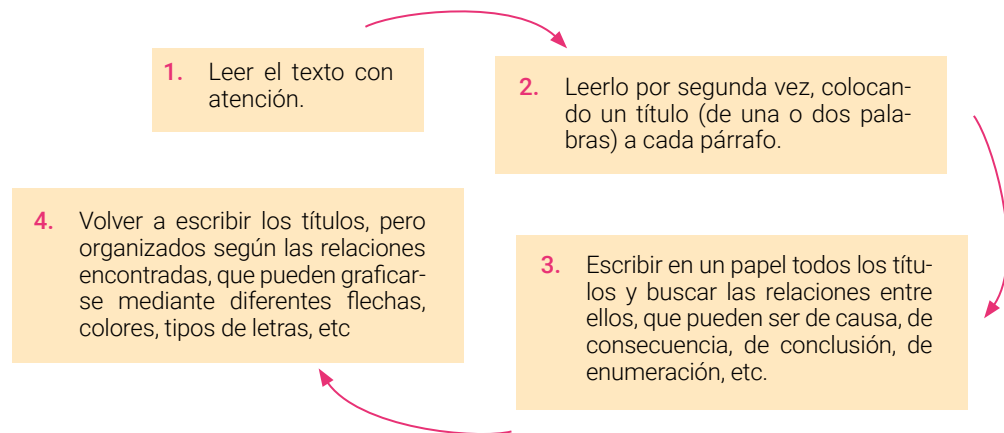 1. Leer el texto con
atención.
2. Leerlo por segunda vez, colocan-
do un título (de una o dos pala-
bras) a cada párrafo.
3. Escribir en un papel todos los títu-
los y buscar las relaciones entre
ellos, que pueden ser de causa, de
consecuencia, de conclusión, de
enumeración, etc.
4. Volver a escribir los títulos, pero
organizados según las relaciones
encontradas, que pueden graficar-
se mediante diferentes flechas,
colores, tipos de letras, etc